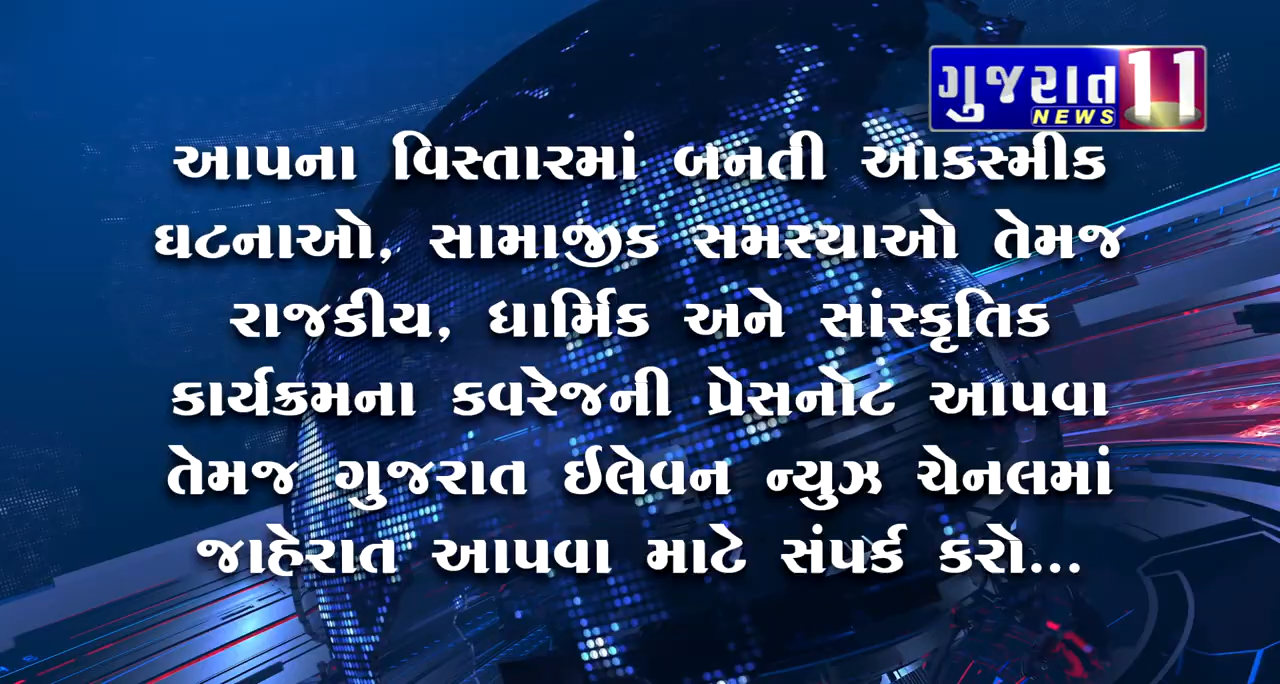 ગુજરાત 11
NEWS
આપના વિસ્તારમાં બનતી આકસ્મીક
ઘટનાઓ, સામાજીક સમસ્યાઓ તેમજ
રાજકીય, ધાર્મિક અને સાંસ્કૃતિક
કાર્યક્રમના કવરેજની પ્રેસનોટ આપવા
તેમજ ગુજરાત ઈલેવન ન્યુઝ ચેનલમાં
જાહેરાત આપવા માટે સંપર્ક કરો...